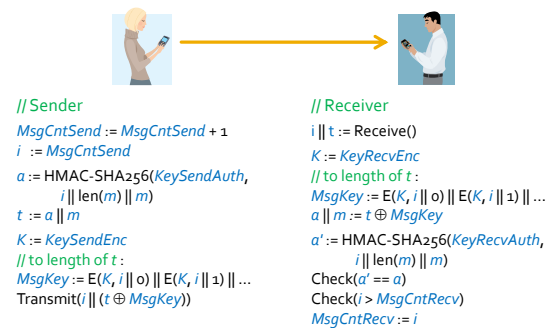 // Sender
MsgCntSend := MsgCntSend + 1
i := MsgCntSend
a := HMAC-SHA256(KeySendAuth,
i || len(m) || m)
t := a || m
K := KeySendEnc
// to length of t :
MsgKey := E(K, i || 0) || E(K, i || 1) || ...
Transmit(i || (t ⊕ MsgKey))
// Receiver
i || t := Receive()
K := KeyRecvEnc
// to length of t :
MsgKey := E(K, i || 0) || E(K, i || 1) || ...
a || m := t ⊕ MsgKey
a' := HMAC-SHA256(KeyRecvAuth,
i || len(m) || m)
Check(a' == a)
Check(i > MsgCntRecv)
MsgCntRecv := i